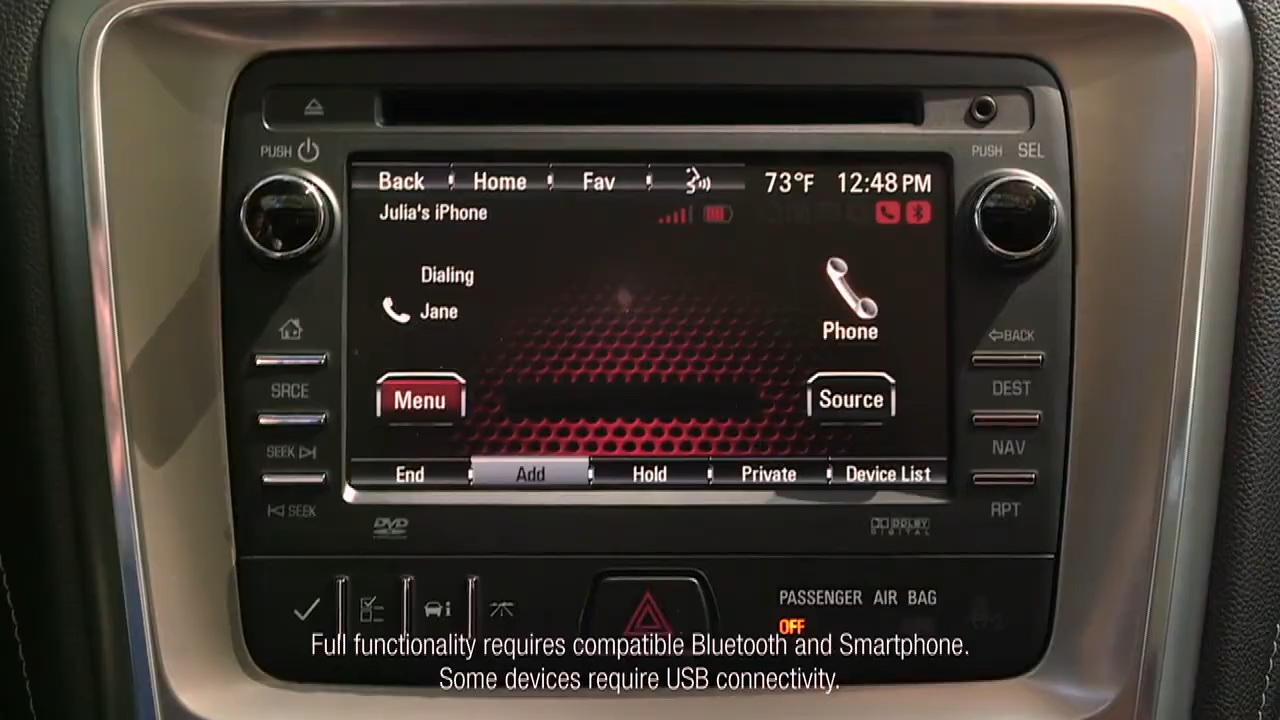 PUSH
PUSH SEL
Back Home Fav 73°F 12:48 PM
Julia's iPhone
Dialing
Jane
Phone
BACK
SRCE
DEST
Menu
Source
SEEK
NAV
End Add Hold Private Device List
SEEK
RPT
DVD
DOLBY
DIGITAL
PASSENGER AIR BAG
OFF
Full functionality requires compatible Bluetooth and Smartphone.
Some devices require USB connectivity.